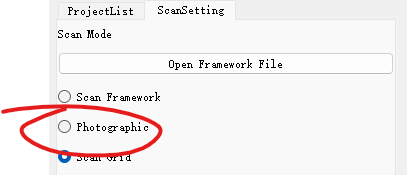 ProjectList ScanSetting
Scan Mode
Open Framework File
Scan Framework
Photographic
Scan Grid